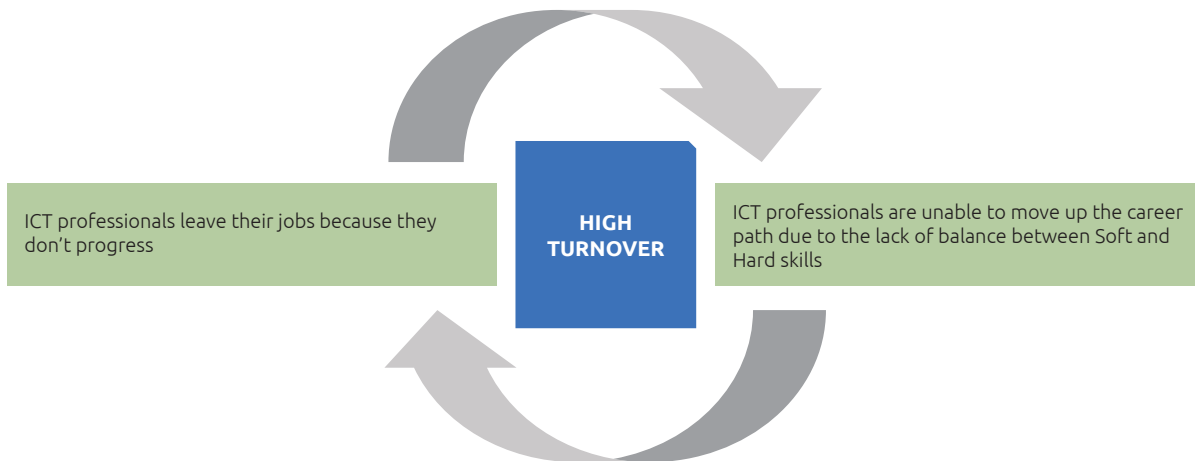 ICT professionals leave their jobs because they
don't progress
HIGH
TURNOVER
ICT professionals are unable to move up the career
path due to the lack of balance between Soft and
Hard skills